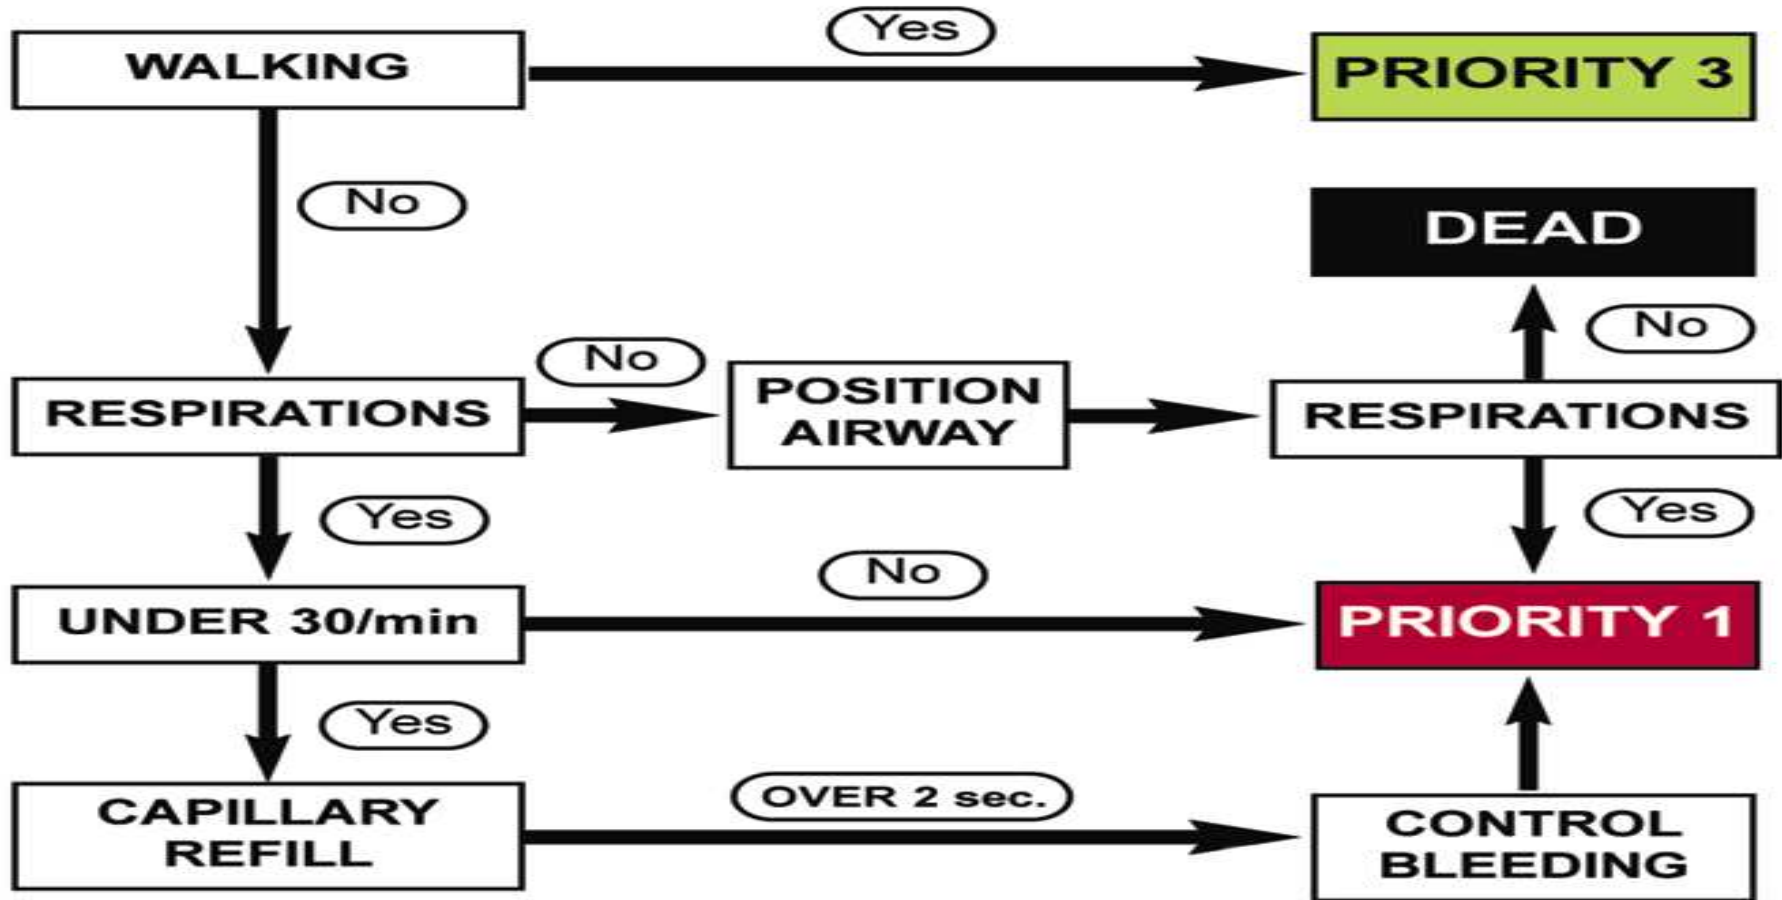 WALKING
Yes
PRIORITY 3
No
DEAD
No
RESPIRATIONS
No
POSITION
AIRWAY
RESPIRATIONS
Yes
Yes
UNDER 30/min
No
PRIORITY 1
Yes
CAPILLARY
REFILL
OVER 2 sec.
CONTROL
BLEEDING